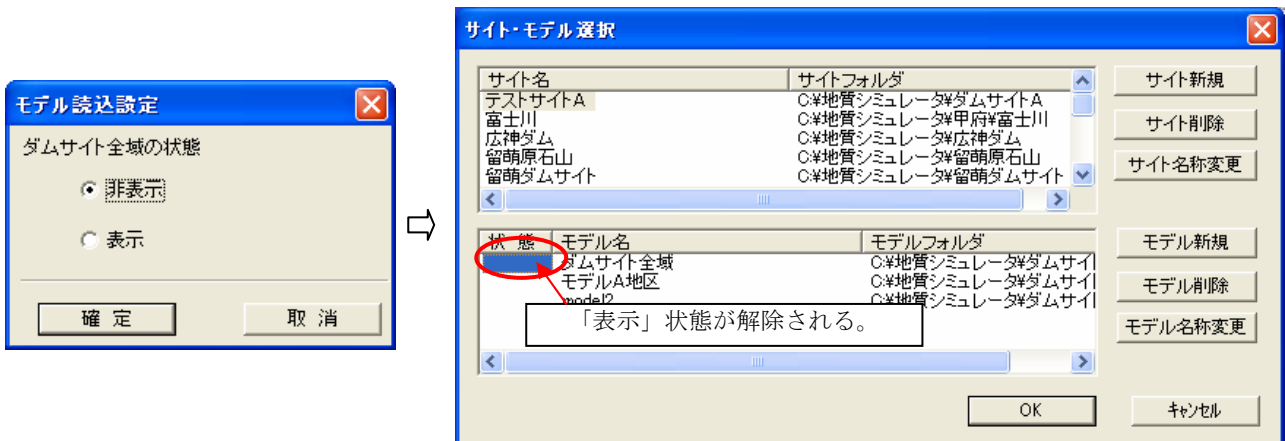 モデル読込設定
ダムサイト全域の状態
非表示
表示
確 定
取 消
サイト・モデル選択
サイト名 サイトフォルダ
テストサイトA C:¥地質シミュレータ¥ダムサイトA
富士川 C:¥地質シミュレータ¥甲府¥富士川
広神ダム C:¥地質シミュレータ¥広神ダム
留萌原石山 C:¥地質シミュレータ¥留萌原石山
留萌ダムサイト C:¥地質シミュレータ¥留萌ダムサイト
サイト新規
サイト削除
サイト名称変更
状 態 モデル名 モデルフォルダ
ダムサイト全域 C:¥地質シミュレータ¥ダムサイ
モデルA地区 C:¥地質シミュレータ¥ダムサイ
model2 C:¥地質シミュレータ¥ダムサイ
「表示」状態が解除される。
モデル新規
モデル削除
モデル名称変更
OK
キャンセル